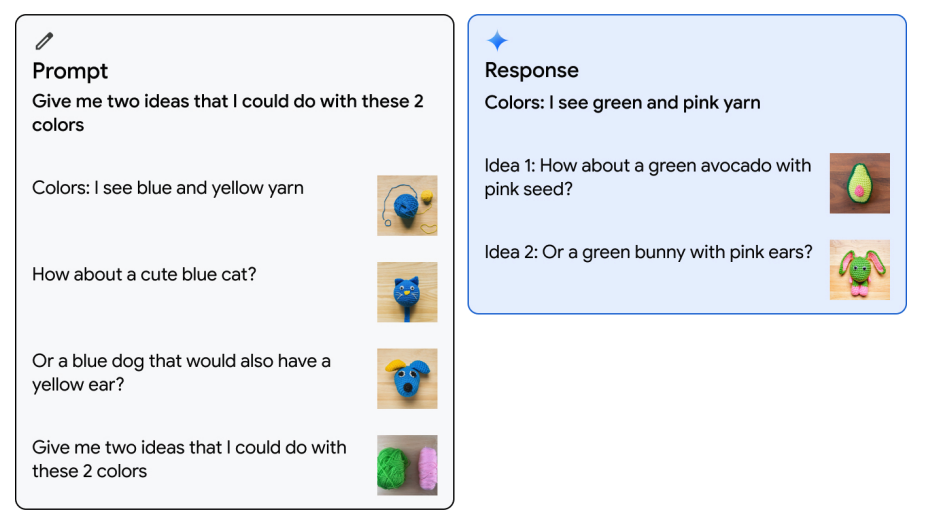 Prompt
Give me two ideas that I could do with these 2
colors
Colors: I see blue and yellow yarn
How about a cute blue cat?
Or a blue dog that would also have a
yellow ear?
Give me two ideas that I could do with
these 2 colors
Response
Colors: I see green and pink yarn
Idea 1: How about a green avocado with
pink seed?
Idea 2: Or a green bunny with pink ears?